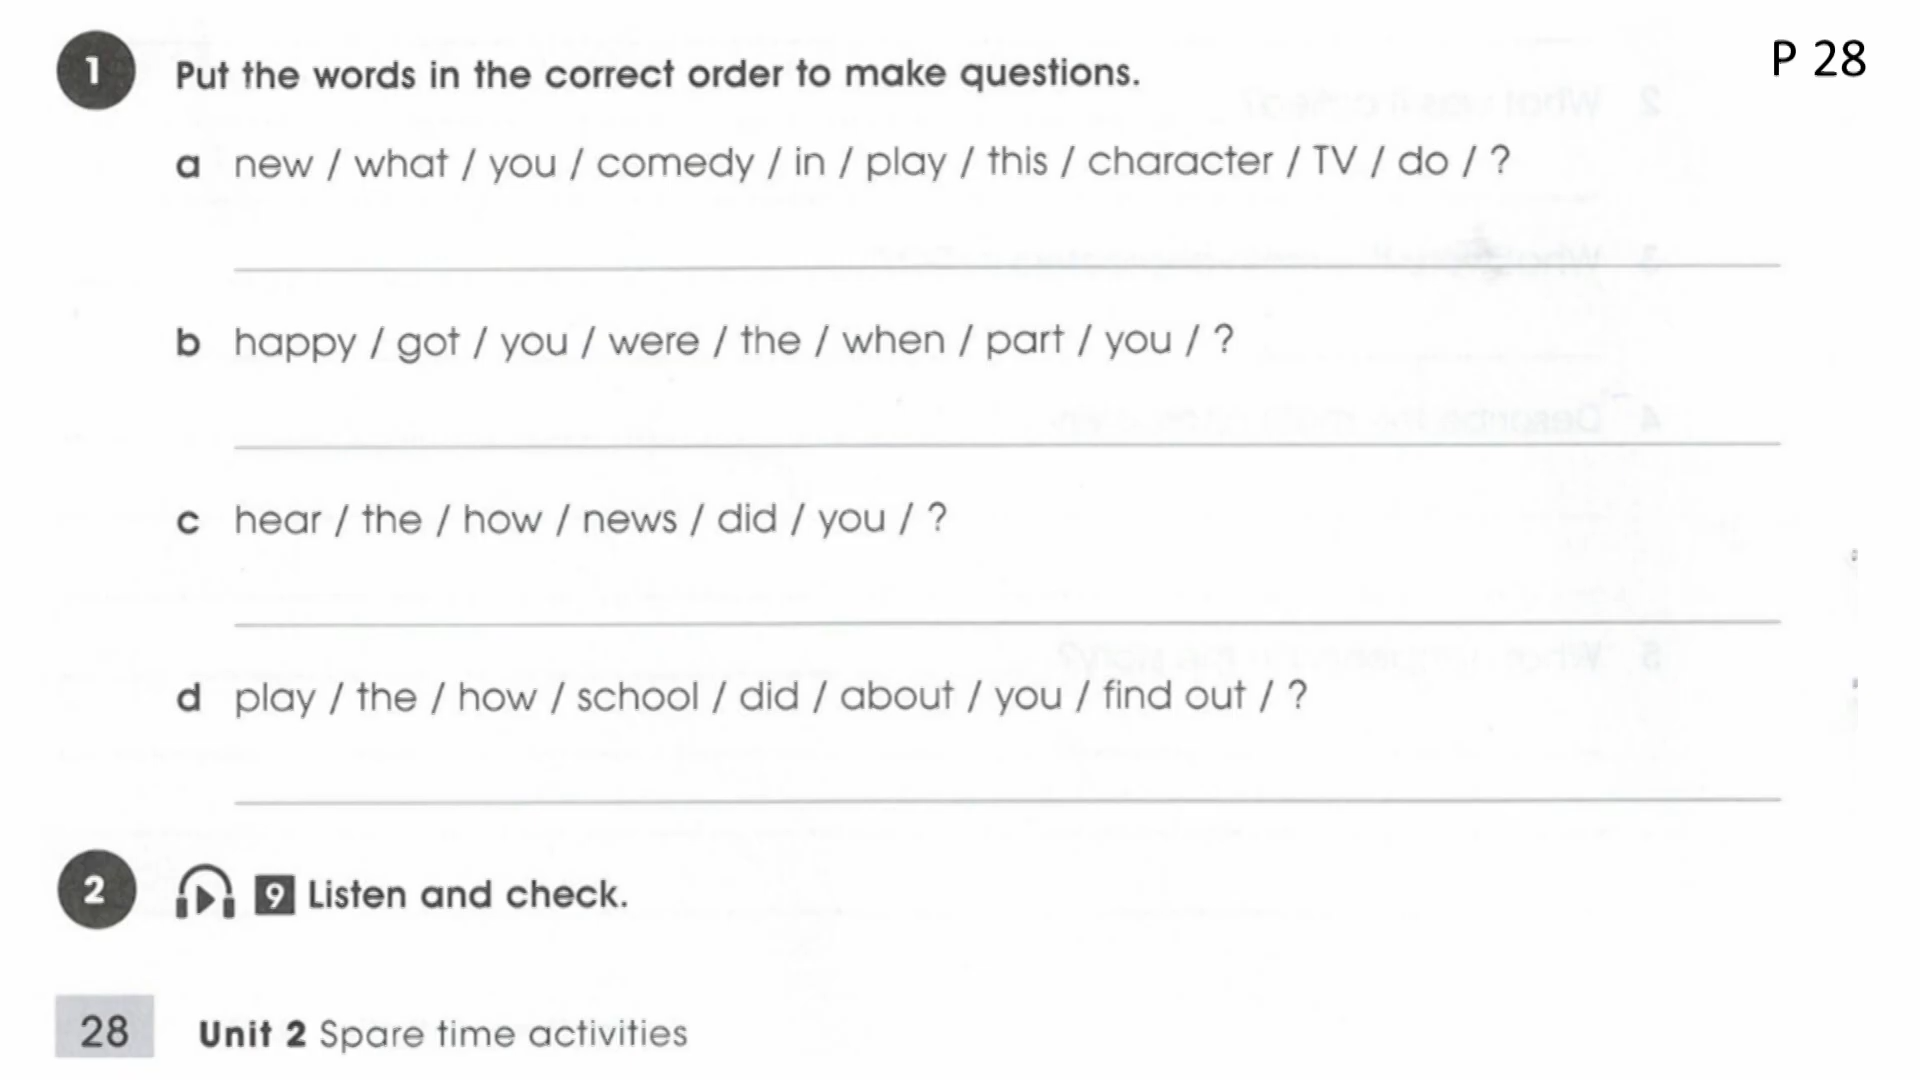 P 28
1 Put the words in the correct order to make questions.
a new / what / you / comedy / in / play / this / character / TV / do / ?
b happy / got / you / were / the / when / part / you / ?
c hear / the / how / news / did / you / ?
d play / the / how / school / did / about / you / find out / ?
2 9 Listen and check.
28 Unit 2 Spare time activities